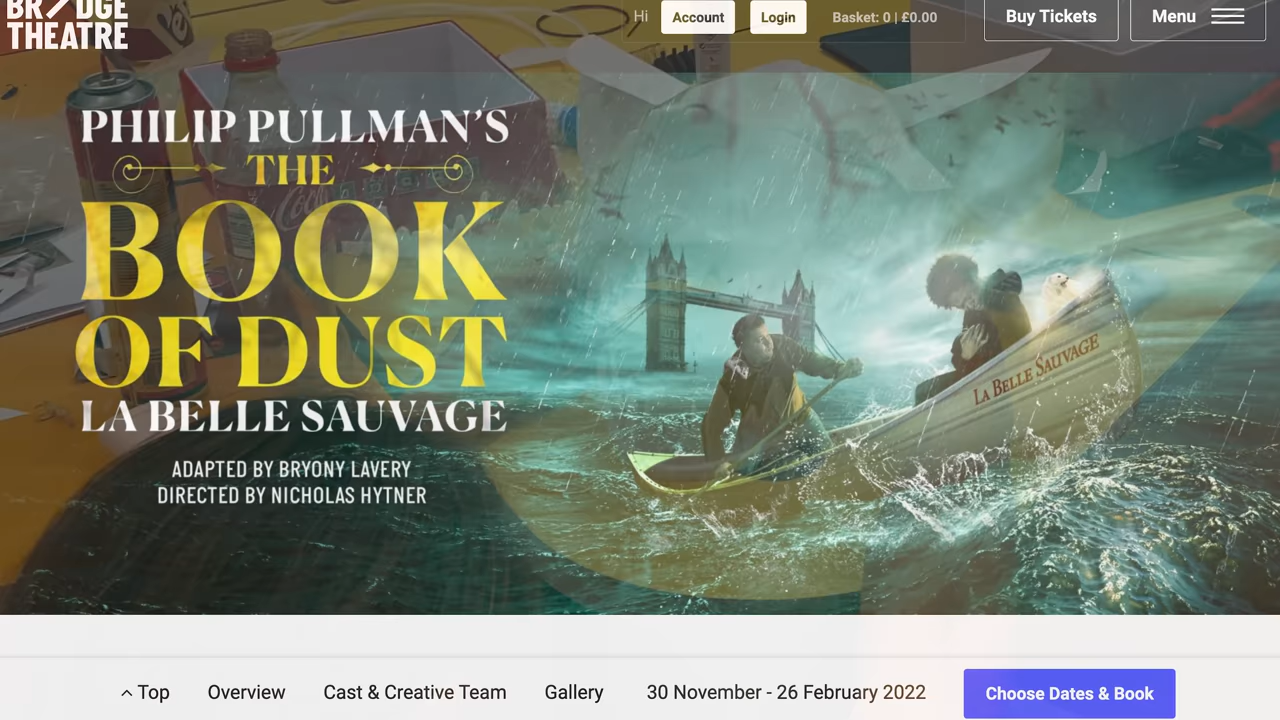 BRIDGE
THEATRE
Hi
Account
Login
Basket: 0 | £0.00
Buy Tickets
Menu
PHILIP PULLMAN'S
THE
BOOK
OF DUST
LA BELLE SAUVAGE
ADAPTED BY BRYONY LAVERY
DIRECTED BY NICHOLAS HYTNER
LA BELLE SAUVAGE
Top
Overview
Cast & Creative Team
Gallery
30 November - 26 February 2022
Choose Dates & Book